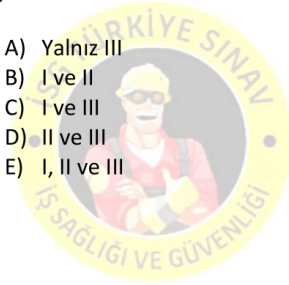 A) Yalnız III
B) I ve II
C) I ve III
D) II ve III
E) I, II ve III
İSG TÜRKİYE SINAV
İŞ SAĞLIĞI VE GÜVENLİĞİ